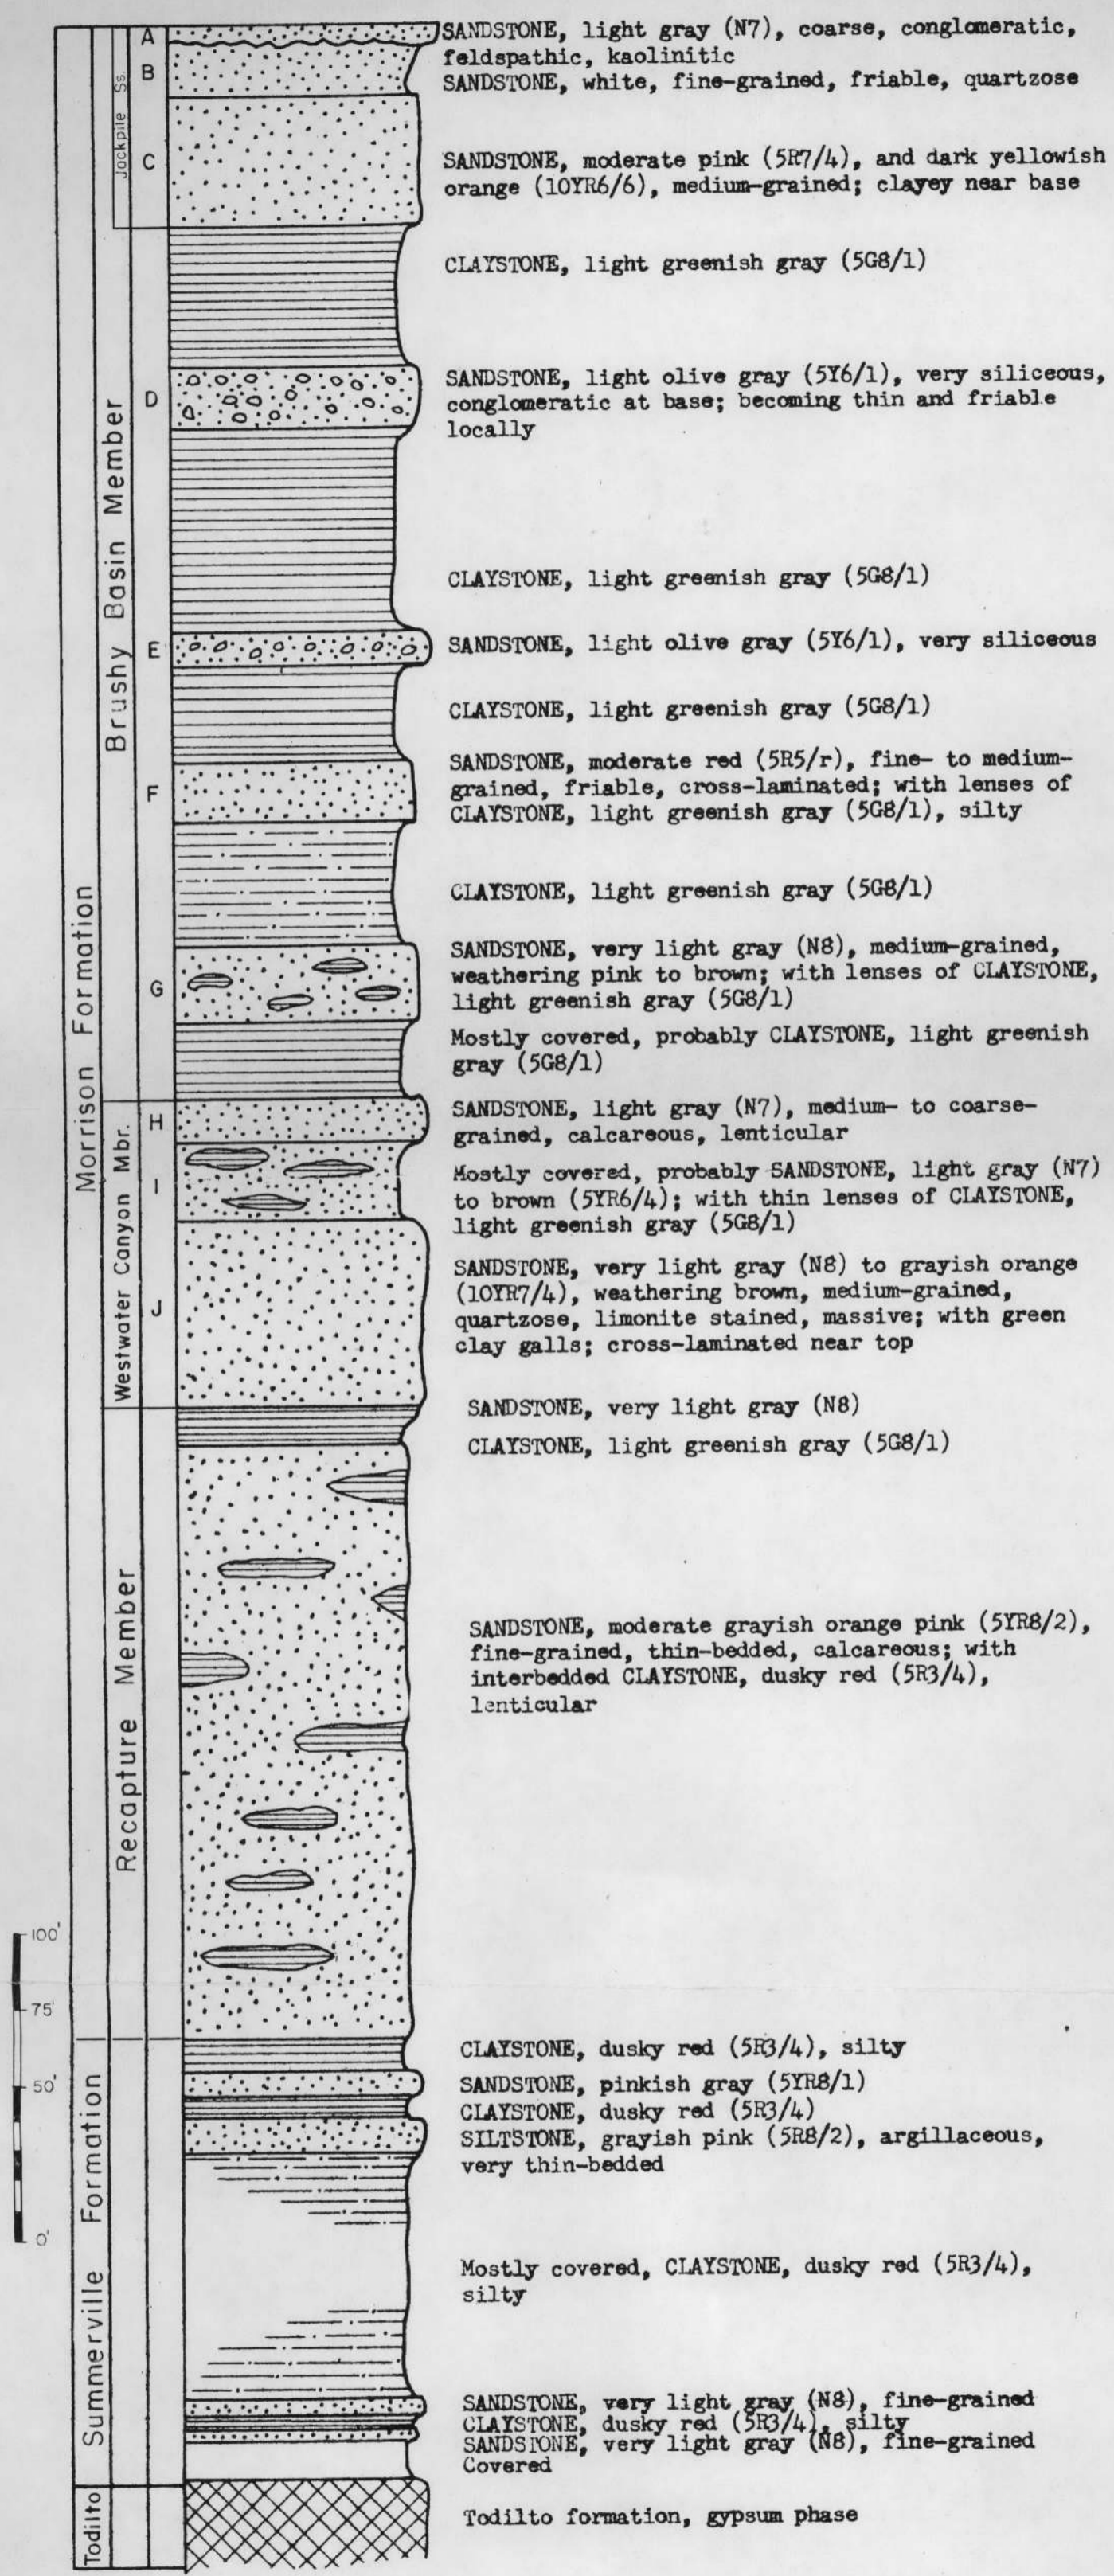 A
SANDSTONE, light gray (N7), coarse, conglomeratic,
feldspathic, kaolinitic
B
SANDSTONE, white, fine-grained, friable, quartzose
Jackpile Ss.
C
SANDSTONE, moderate pink (5R7/4), and dark yellowish
orange (10YR6/6), medium-grained; clayey near base
CLAYSTONE, light greenish gray (5G8/1)
D
SANDSTONE, light olive gray (5Y6/1), very siliceous,
conglomeratic at base; becoming thin and friable
locally
Brushy Basin Member
CLAYSTONE, light greenish gray (5G8/1)
E
SANDSTONE, light olive gray (5Y6/1), very siliceous
CLAYSTONE, light greenish gray (5G8/1)
F
SANDSTONE, moderate red (5R5/r), fine- to medium-
grained, friable, cross-laminated; with lenses of
CLAYSTONE, light greenish gray (5G8/1), silty
CLAYSTONE, light greenish gray (5G8/1)
Morrison Formation
G
SANDSTONE, very light gray (N8), medium-grained,
weathering pink to brown; with lenses of CLAYSTONE,
light greenish gray (5G8/1)
Mostly covered, probably CLAYSTONE, light greenish
gray (5G8/1)
H
SANDSTONE, light gray (N7), medium- to coarse-
grained, calcareous, lenticular
Westwater Canyon Mbr.
I
Mostly covered, probably SANDSTONE, light gray (N7)
to brown (5YR6/4); with thin lenses of CLAYSTONE,
light greenish gray (5G8/1)
J
SANDSTONE, very light gray (N8) to grayish orange
(10YR7/4), weathering brown, medium-grained,
quartzose, limonite stained, massive; with green
clay galls; cross-laminated near top
SANDSTONE, very light gray (N8)
CLAYSTONE, light greenish gray (5G8/1)
Recapture Member
SANDSTONE, moderate grayish orange pink (5YR8/2),
fine-grained, thin-bedded, calcareous; with
interbedded CLAYSTONE, dusky red (5R3/4),
lenticular
100'
75'
50'
0'
CLAYSTONE, dusky red (5R3/4), silty
SANDSTONE, pinkish gray (5YR8/1)
CLAYSTONE, dusky red (5R3/4)
SILTSTONE, grayish pink (5R8/2), argillaceous,
very thin-bedded
Summerville Formation
Mostly covered, CLAYSTONE, dusky red (5R3/4),
silty
SANDSTONE, very light gray (N8), fine-grained
CLAYSTONE, dusky red (5R3/4), silty
SANDSTONE, very light gray (N8), fine-grained
Covered
Todilto
Todilto formation, gypsum phase